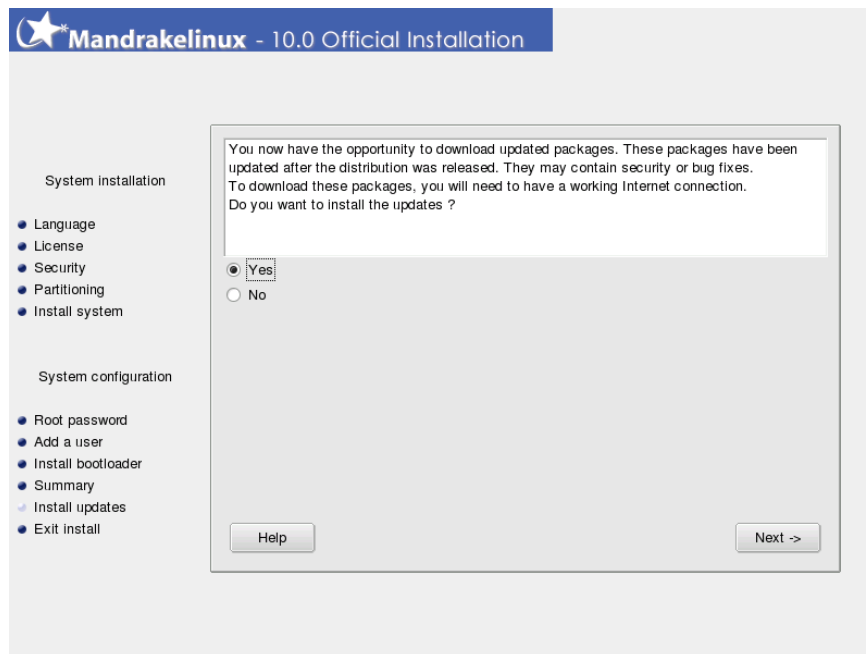 Mandrakelinux - 10.0 Official Installation
System installation
Language
License
Security
Partitioning
Install system
System configuration
Root password
Add a user
Install bootloader
Summary
Install updates
Exit install
You now have the opportunity to download updated packages. These packages have been
updated after the distribution was released. They may contain security or bug fixes.
To download these packages, you will need to have a working Internet connection.
Do you want to install the updates ?
Yes
No
Help
Next ->